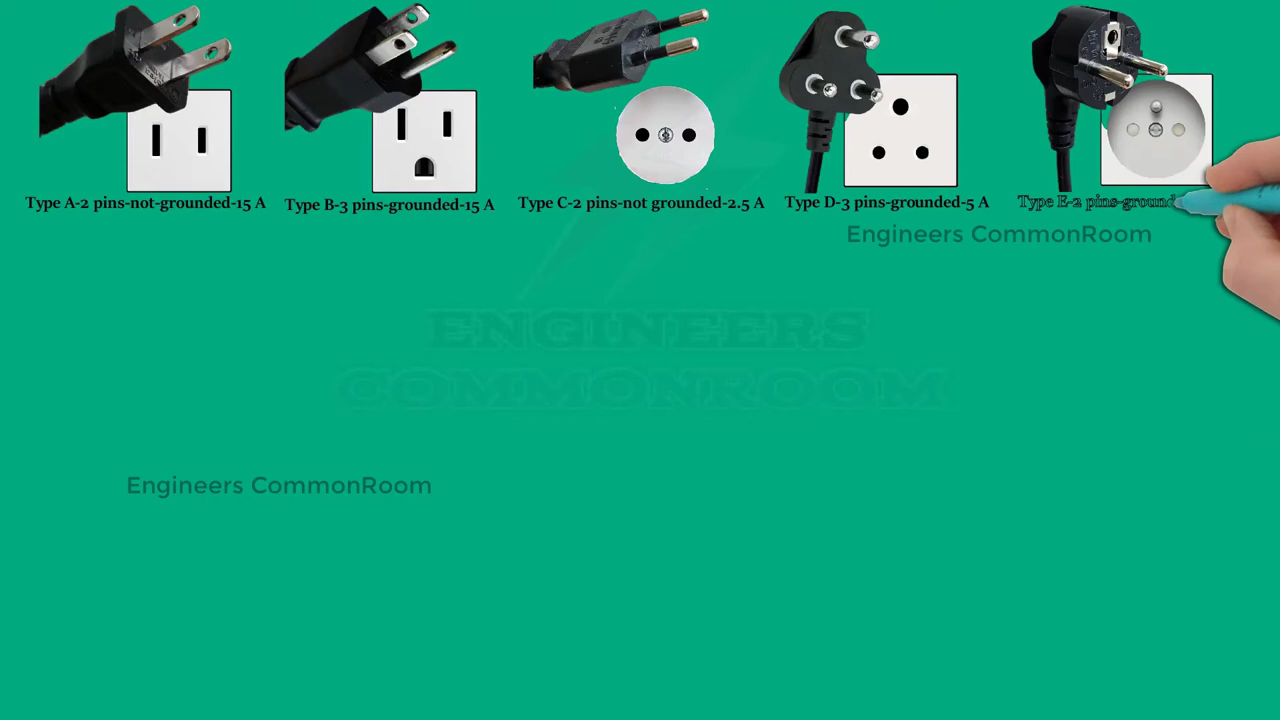 Type A-2 pins-not-grounded-15 A
Type B-3 pins-grounded-15 A
Type C-2 pins-not grounded-2.5 A
Type D-3 pins-grounded-5 A
Type E-2 pins-ground
Engineers CommonRoom
ENGINEERS
COMMONROOM
Engineers CommonRoom